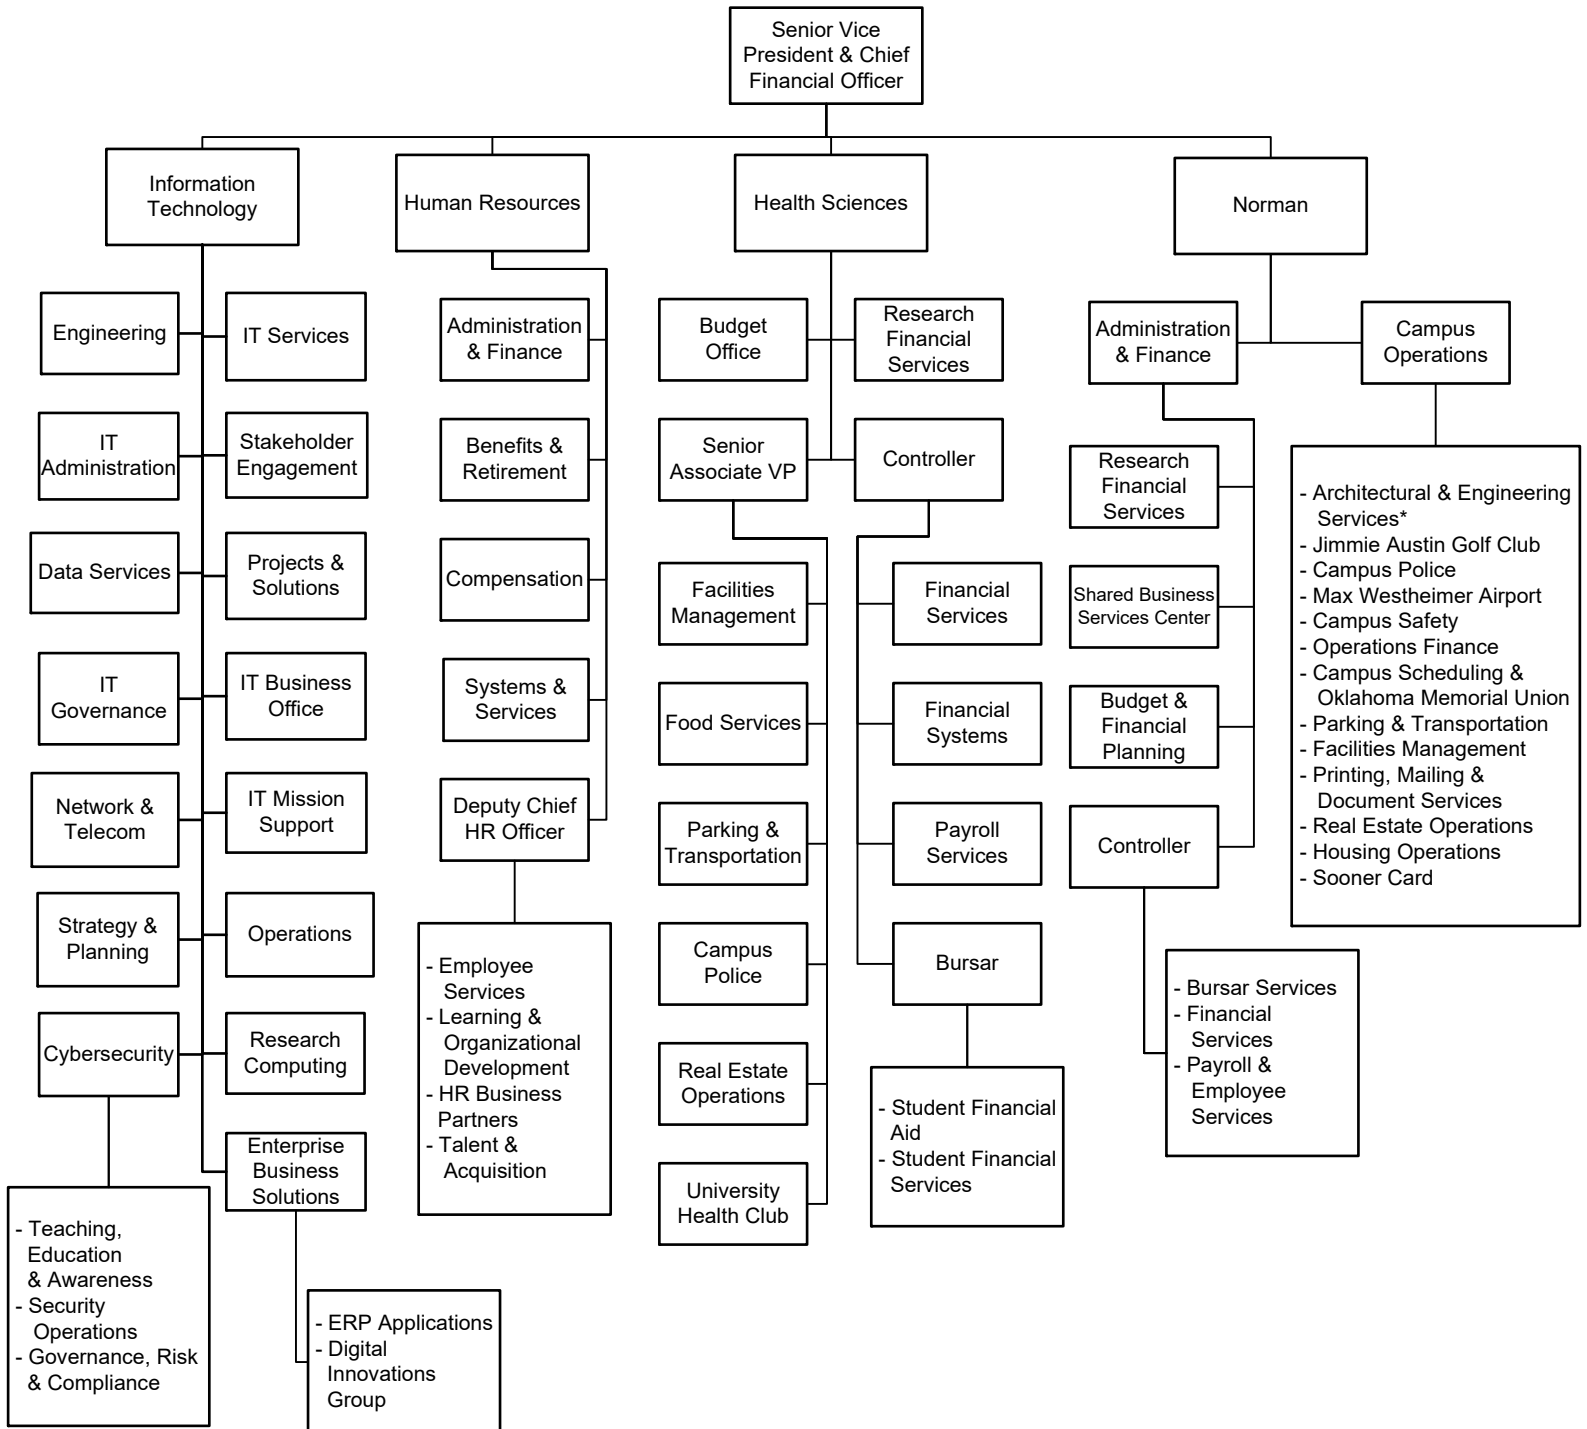 Senior Vice
President & Chief
Financial Officer
Information
Technology
Human Resources
Health Sciences
Norman
Engineering
IT Services
IT
Administration
Stakeholder
Engagement
Data Services
Projects &
Solutions
IT
Governance
IT Business
Office
Network &
Telecom
IT Mission
Support
Strategy &
Planning
Operations
Cybersecurity
Research
Computing
Enterprise
Business
Solutions
- Teaching,
Education
& Awareness
- Security
Operations
- Governance, Risk
& Compliance
- ERP Applications
- Digital
Innovations
Group
Administration
& Finance
Benefits &
Retirement
Compensation
Systems &
Services
Deputy Chief
HR Officer
- Employee
Services
- Learning &
Organizational
Development
- HR Business
Partners
- Talent &
Acquisition
Budget
Office
Research
Financial
Services
Senior
Associate VP
Controller
Facilities
Management
Food Services
Parking &
Transportation
Campus
Police
Real Estate
Operations
University
Health Club
Financial
Services
Financial
Systems
Payroll
Services
Bursar
- Student Financial
Aid
- Student Financial
Services
Administration
& Finance
Campus
Operations
Research
Financial
Services
Shared Business
Services Center
Budget &
Financial
Planning
Controller
- Bursar Services
- Financial
Services
- Payroll &
Employee
Services
- Architectural & Engineering
Services*
- Jimmie Austin Golf Club
- Campus Police
- Max Westheimer Airport
- Campus Safety
- Operations Finance
- Campus Scheduling &
Oklahoma Memorial Union
- Parking & Transportation
- Facilities Management
- Printing, Mailing &
Document Services
- Real Estate Operations
- Housing Operations
- Sooner Card